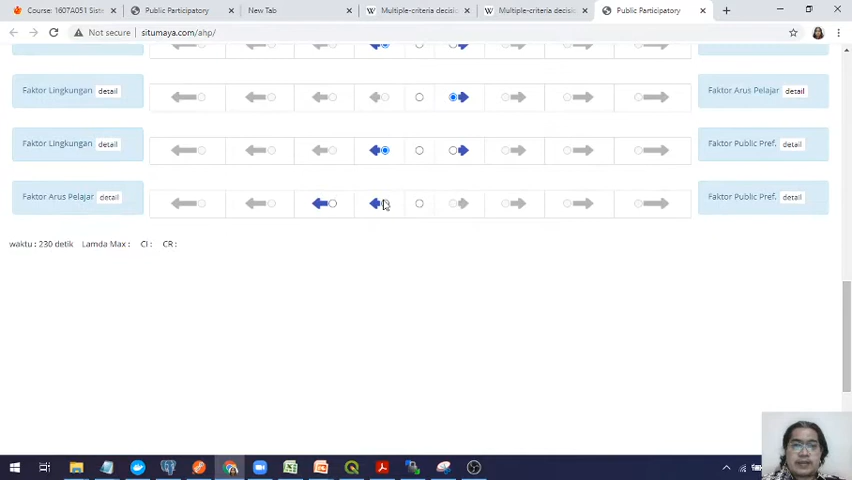 Course: 1607A051 Sist
Public Participatory
New Tab
Multiple-criteria decisio
Multiple-criteria decisio
Public Participatory
Not secure
situmaya.com/ahp/
Faktor Lingkungan detail
Faktor Arus Pelajar detail
Faktor Lingkungan detail
Faktor Public Pref. detail
Faktor Arus Pelajar detail
Faktor Public Pref. detail
waktu : 230 detik Lamda Max : CI : CR :